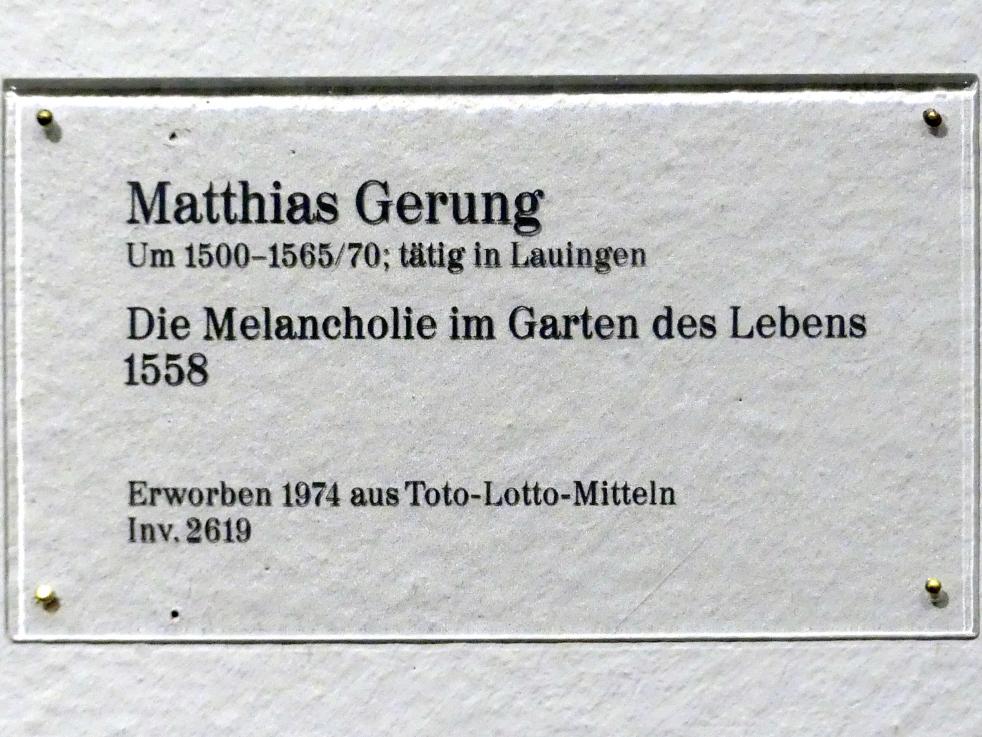 Matthias Gerung
Um 1500–1565/70; tätig in Lauingen
Die Melancholie im Garten des Lebens
1558
Erworben 1974 aus Toto-Lotto-Mitteln
Inv. 2619